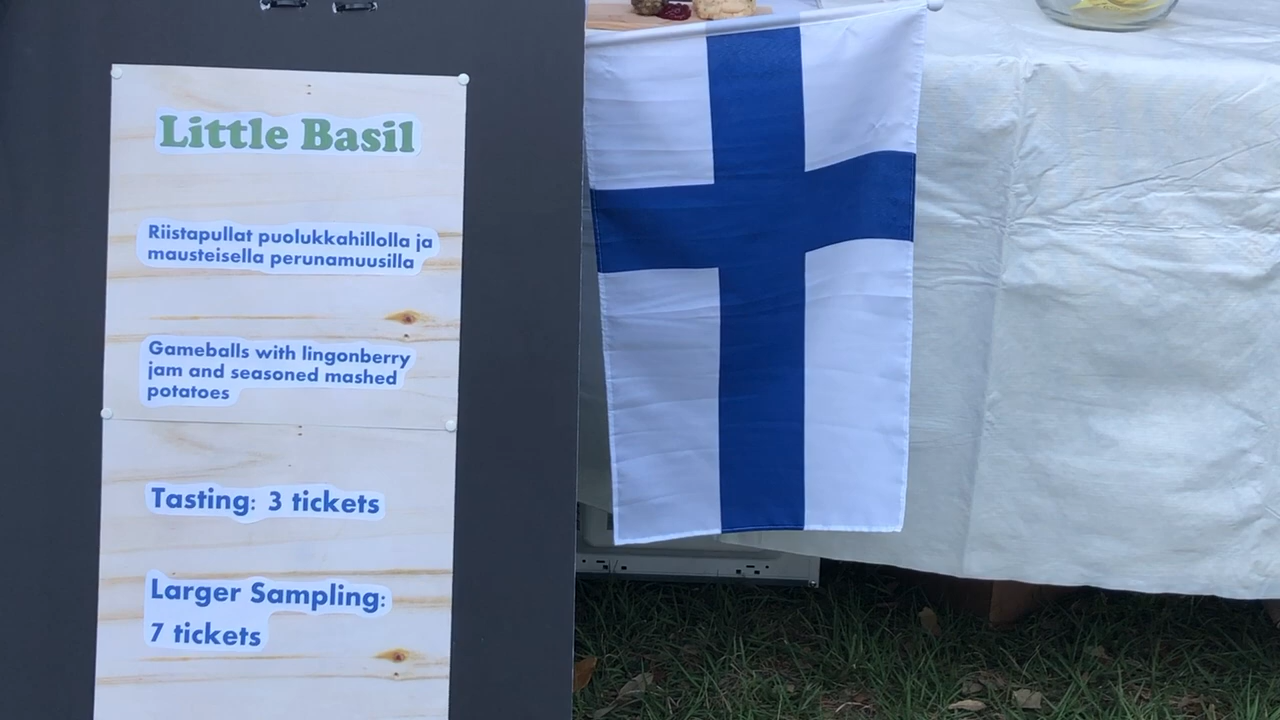 Little Basil
Riistapullat puolukkahillolla ja
mausteisella perunamuusilla
Gameballs with lingonberry
jam and seasoned mashed
potatoes
Tasting: 3 tickets
Larger Sampling:
7 tickets